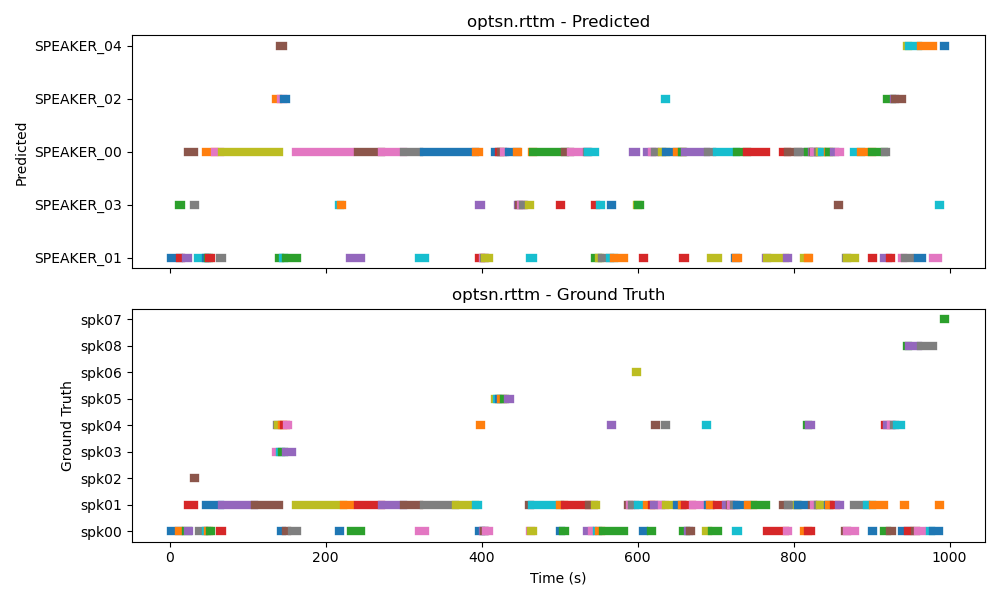 optsn.rttm - Predicted
SPEAKER_04
SPEAKER_02
SPEAKER_00
SPEAKER_03
SPEAKER_01
Predicted
optsn.rttm - Ground Truth
spk07
spk08
spk06
spk05
spk04
spk03
spk02
spk01
spk00
Ground Truth
0 200 400 600 800 1000
Time (s)